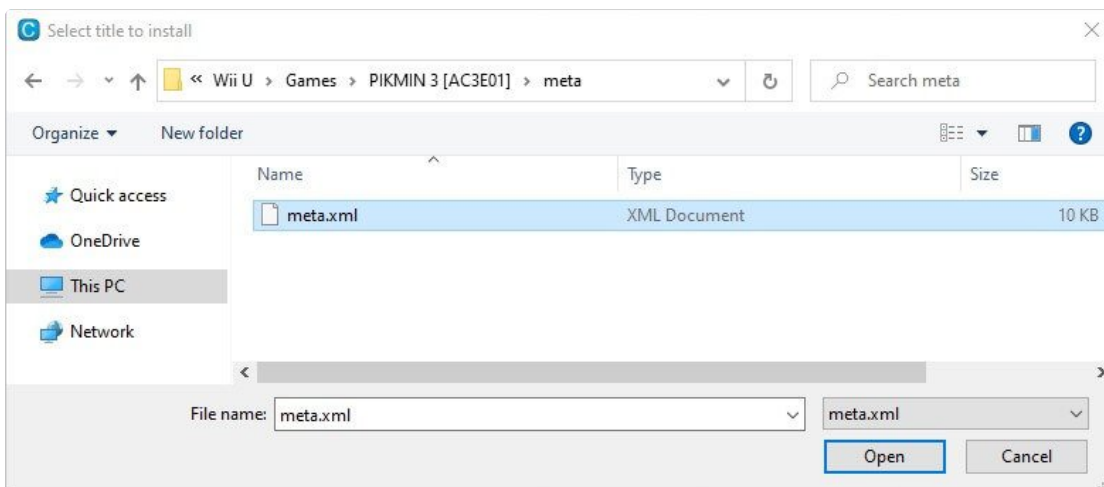 C Select title to install
« Wii U > Games > PIKMIN 3 [AC3E01] > meta
Search meta
Organize
New folder
?
Name
Type
Size
Quick access
meta.xml
XML Document
10 KB
OneDrive
This PC
Network
File name:
meta.xml
meta.xml
Open
Cancel